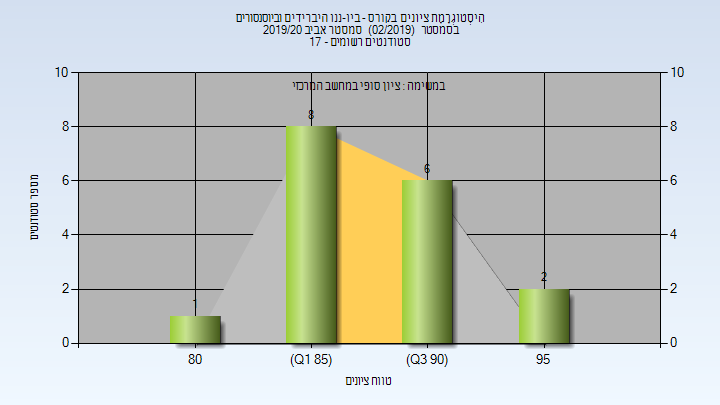 היסטוגרמת ציונים בקורס - ביו-ננו היברידים וביוסנסורים
בסמסטר (02/2019) סמסטר אביב 2019/20
סטודנטים רשומים - 17
במשימה : ציון סופי במחשב המרכזי
10 10
8 8
8
6 6
6
מספר סטודנטים
4 4
2 2
2
1
0 0
80 (Q1 85) (Q3 90) 95
טווח ציונים